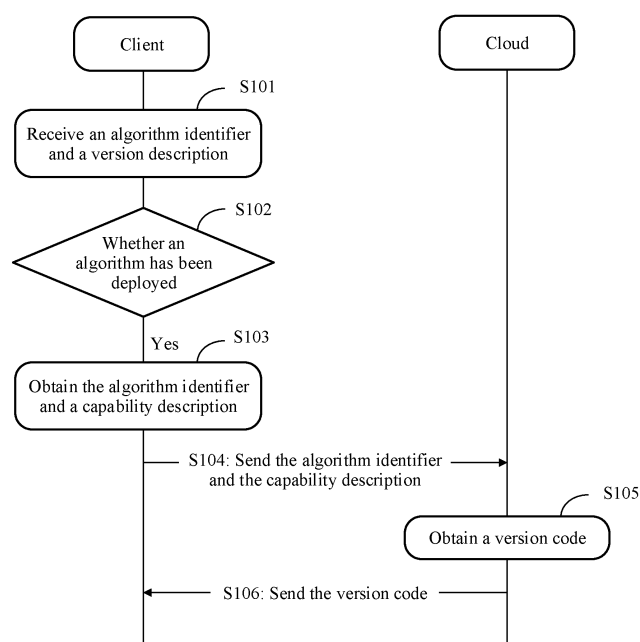 Client
Cloud
S101
Receive an algorithm identifier
and a version description
S102
Whether an
algorithm has been
deployed
Yes
S103
Obtain the algorithm identifier
and a capability description
S104: Send the algorithm identifier
and the capability description
S105
Obtain a version code
S106: Send the version code